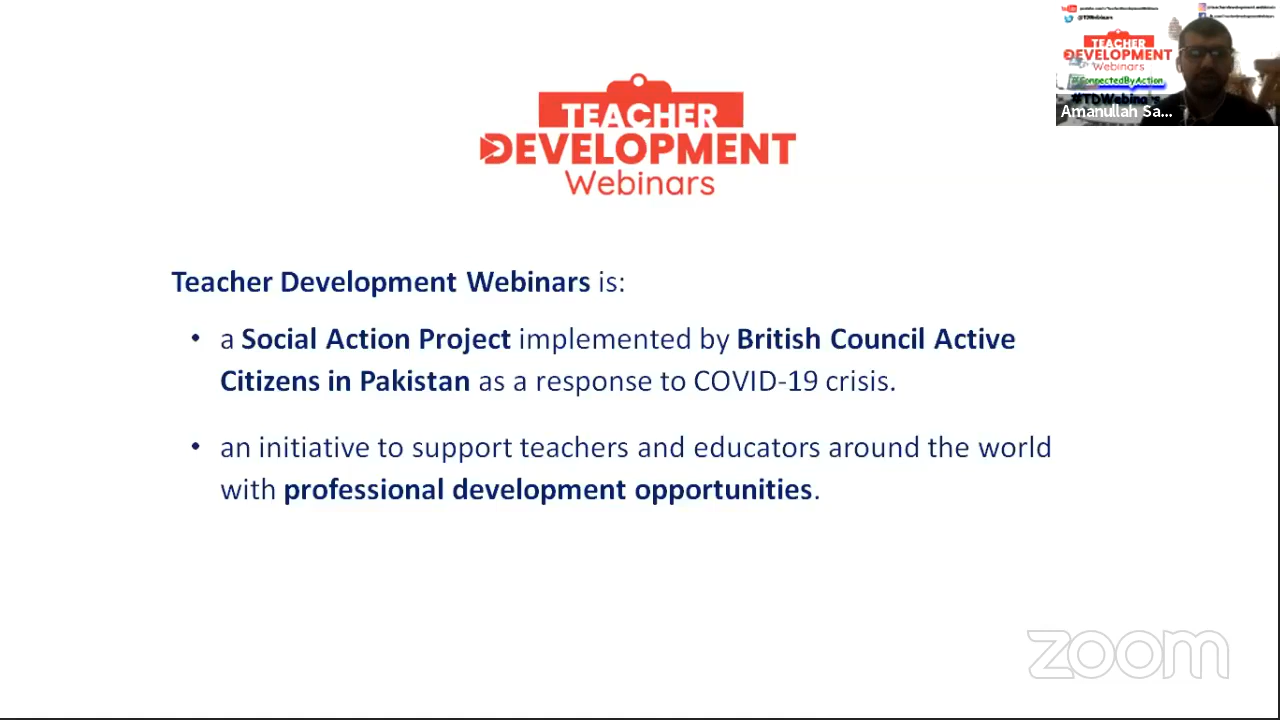 @TDWebinars
TEACHER
DEVELOPMENT
Webinars
#ConnectedByAction
#TDWebinars
Amanullah Sa...
TEACHER
DEVELOPMENT
Webinars
Teacher Development Webinars is:
• a Social Action Project implemented by British Council Active
Citizens in Pakistan as a response to COVID-19 crisis.
• an initiative to support teachers and educators around the world
with professional development opportunities.
zoom